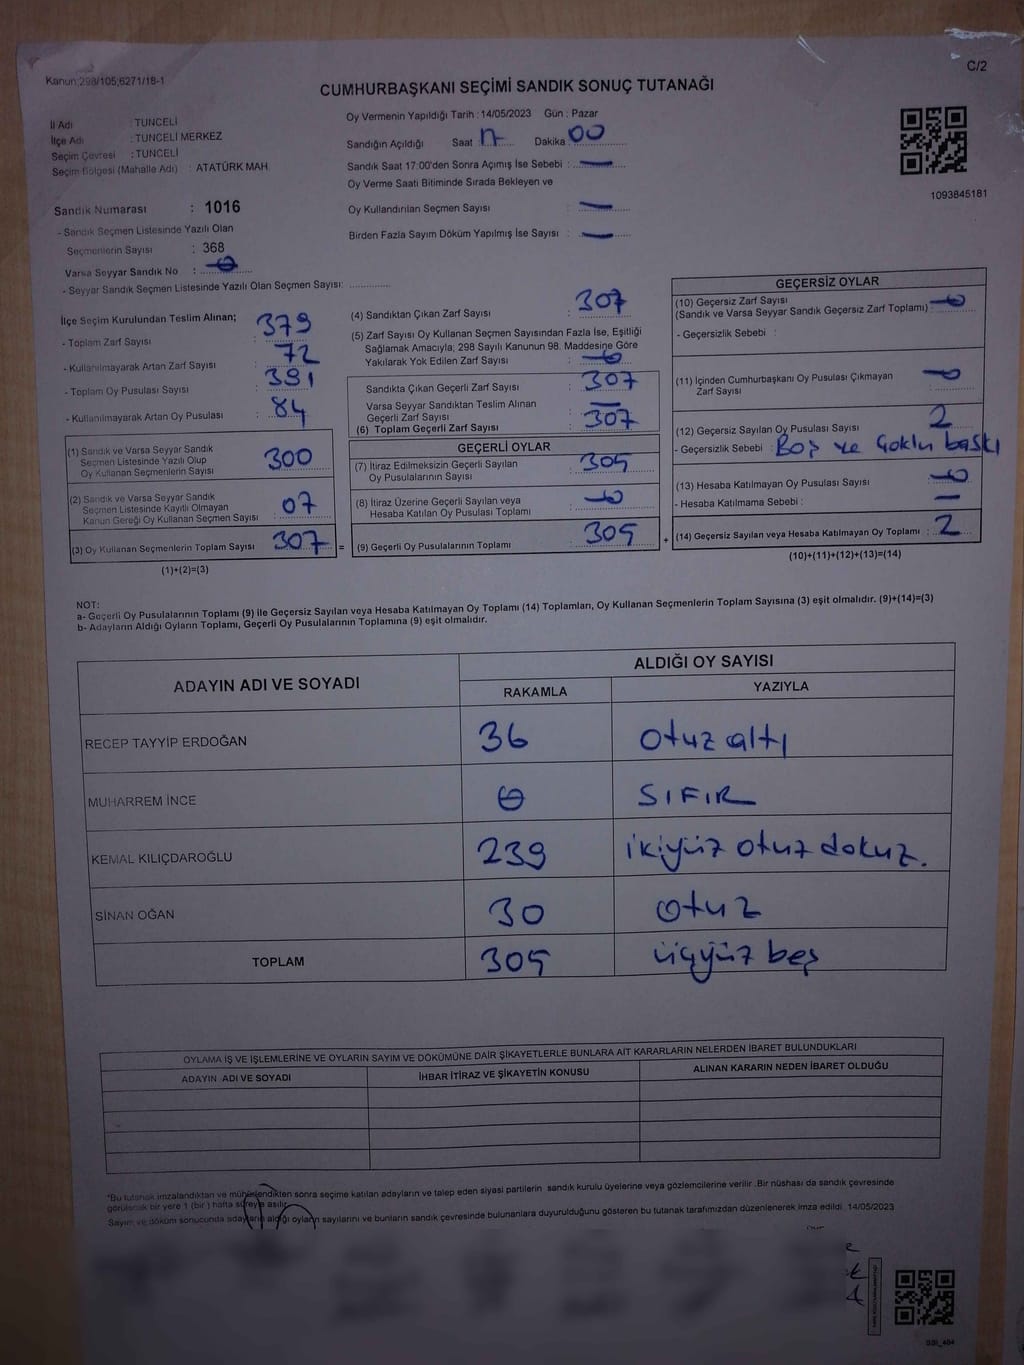 Kanun:298/105,6271/18-1
C/2
CUMHURBAŞKANI SEÇİMİ SANDIK SONUÇ TUTANAĞI
İl Adı : TUNCELİ
İlçe Adı : TUNCELİ MERKEZ
Seçim Çevresi : TUNCELİ
Seçim Bölgesi (Mahalle Adı) : ATATÜRK MAH.
Sandık Numarası : 1016
- Sandık Seçmen Listesinde Yazılı Olan
Seçmenlerin Sayısı : 368
Varsa Seyyar Sandık No : 0
- Seyyar Sandık Seçmen Listesinde Yazılı Olan Seçmen Sayısı: ..............
Oy Vermenin Yapıldığı Tarih : 14/05/2023 Gün : Pazar
Sandığın Açıldığı Saat 17 Dakika 00
Sandık Saat 17:00'den Sonra Açımış İse Sebebi : —
Oy Verme Saati Bitiminde Sırada Bekleyen ve
Oy Kullandırılan Seçmen Sayısı : —
Birden Fazla Sayım Döküm Yapılmış İse Sayısı : —
1093845181
İlçe Seçim Kurulundan Teslim Alınan;
- Toplam Zarf Sayısı : 379
- Kullanılmayarak Artan Zarf Sayısı : 72
- Toplam Oy Pusulası Sayısı : 391
- Kullanılmayarak Artan Oy Pusulası : 84
(1) Sandık ve Varsa Seyyar Sandık
Seçmen Listesinde Yazılı Olup
Oy Kullanan Seçmenlerin Sayısı : 300
(2) Sandık ve Varsa Seyyar Sandık
Seçmen Listesinde Kayıtlı Olmayan
Kanun Gereği Oy Kullanan Seçmen Sayısı : 07
(3) Oy Kullanan Seçmenlerin Toplam Sayısı : 307 =
(1)+(2)=(3)
(4) Sandıktan Çıkan Zarf Sayısı : 307
(5) Zarf Sayısı Oy Kullanan Seçmen Sayısından Fazla İse, Eşitliği
Sağlamak Amacıyla, 298 Sayılı Kanunun 98. Maddesine Göre
Yakılarak Yok Edilen Zarf Sayısı : 0
Sandıkta Çıkan Geçerli Zarf Sayısı : 307
Varsa Seyyar Sandıktan Teslim Alınan
Geçerli Zarf Sayısı : —
(6) Toplam Geçerli Zarf Sayısı : 307
GEÇERLİ OYLAR
(7) İtiraz Edilmeksizin Geçerli Sayılan
Oy Pusulalarının Sayısı : 305
(8) İtiraz Üzerine Geçerli Sayılan veya
Hesaba Katılan Oy Pusulası Toplamı : 0
(9) Geçerli Oy Pusulalarının Toplamı : 305 +
GEÇERSİZ OYLAR
(10) Geçersiz Zarf Sayısı
(Sandık ve Varsa Seyyar Sandık Geçersiz Zarf Toplamı) : 0
- Geçersizlik Sebebi :
(11) İçinden Cumhurbaşkanı Oy Pusulası Çıkmayan
Zarf Sayısı : 0
(12) Geçersiz Sayılan Oy Pusulası Sayısı : 2
- Geçersizlik Sebebi : Boş ve Çoklu baskı
(13) Hesaba Katılmayan Oy Pusulası Sayısı : 0
- Hesaba Katılmama Sebebi : —
(14) Geçersiz Sayılan veya Hesaba Katılmayan Oy Toplamı : 2
(10)+(11)+(12)+(13)=(14)
NOT:
a- Geçerli Oy Pusulalarının Toplamı (9) ile Geçersiz Sayılan veya Hesaba Katılmayan Oy Toplamı (14) Toplamları, Oy Kullanan Seçmenlerin Toplam Sayısına (3) eşit olmalıdır. (9)+(14)=(3)
b- Adayların Aldığı Oyların Toplamı, Geçerli Oy Pusulalarının Toplamına (9) eşit olmalıdır.
ADAYIN ADI VE SOYADI
ALDIĞI OY SAYISI
RAKAMLA YAZIYLA
RECEP TAYYİP ERDOĞAN 36 otuz altı
MUHARREM İNCE 0 SIFIR
KEMAL KILIÇDAROĞLU 239 ikiyüz otuz dokuz.
SİNAN OĞAN 30 otuz
TOPLAM 305 üçyüz beş
OYLAMA İŞ VE İŞLEMLERİNE VE OYLARIN SAYIM VE DÖKÜMÜNE DAİR ŞİKAYETLERLE BUNLARA AİT KARARLARIN NELERDEN İBARET BULUNDUKLARI
ADAYIN ADI VE SOYADI İHBAR İTİRAZ VE ŞİKAYETİN KONUSU ALINAN KARARIN NEDEN İBARET OLDUĞU
*Bu tutanak imzalandıktan ve mühürlendikten sonra seçime katılan adayların ve talep eden siyasi partilerin sandık kurulu üyelerine veya gözlemcilerine verilir .Bir nüshası da sandık çevresinde
görülecek bir yere 1 (bir) hafta süreyle asılır.
Sayım ve döküm sonucunda adayların aldığı oyların sayılarını ve bunların sandık çevresinde bulunanlara duyurulduğunu gösteren bu tutanak tarafımızdan düzenlenerek imza edildi. 14/05/2023